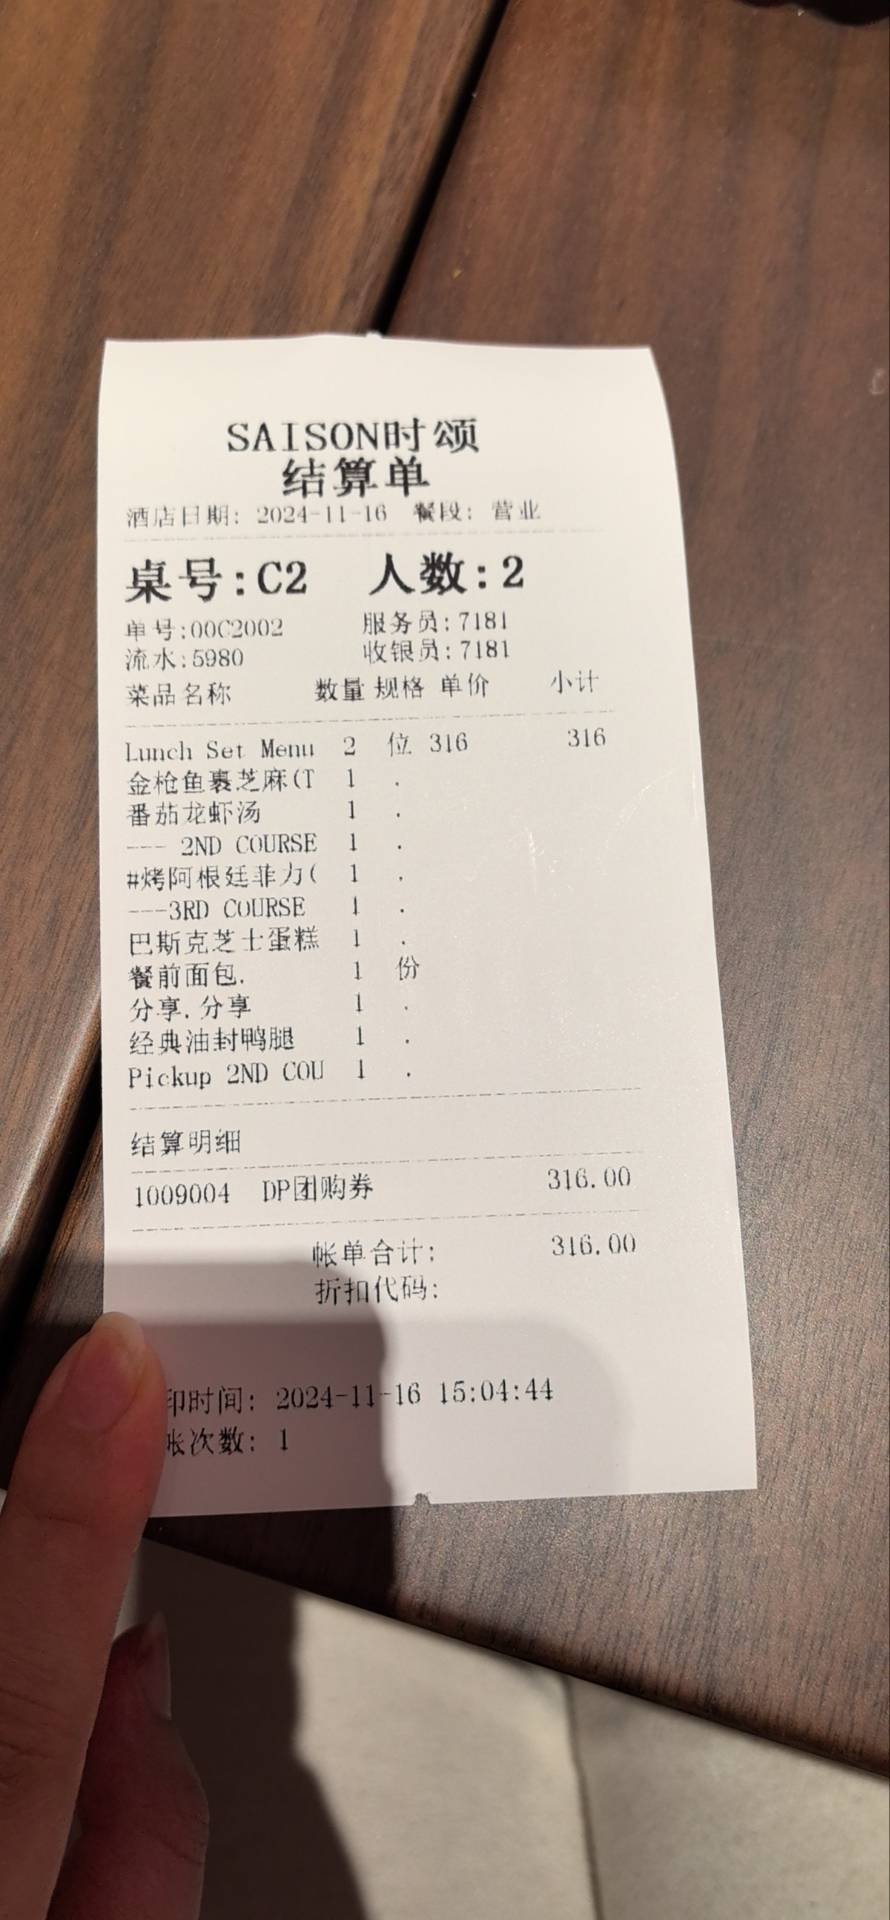 SAISON时颂
结算单
酒店日期: 2024-11-16 餐段: 营业
桌号:C2 人数:2
单号:00C2002 服务员:7181
流水:5980 收银员:7181
菜品名称 数量 规格 单价 小计
Lunch Set Menu 2 位 316 316
金枪鱼裹芝麻(T 1 .
番茄龙虾汤 1 .
--- 2ND COURSE 1 .
#烤阿根廷菲力( 1 .
---3RD COURSE 1 .
巴斯克芝士蛋糕 1 .
餐前面包. 1 份
分享.分享 1 .
经典油封鸭腿 1 .
Pickup 2ND COU 1 .
结算明细
1009004 DP团购券 316.00
帐单合计: 316.00
折扣代码:
印时间: 2024-11-16 15:04:44
账次数: 1